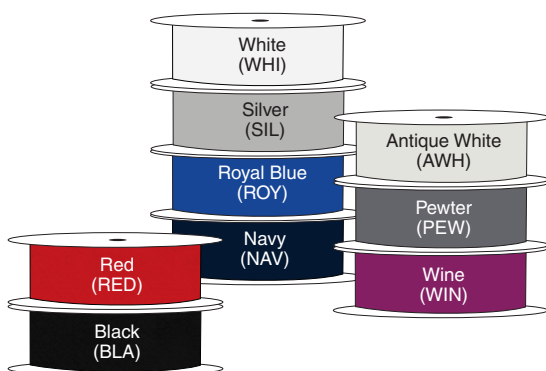 White
(WHI)
Silver
(SIL)
Royal Blue
(ROY)
Navy
(NAV)
Antique White
(AWH)
Pewter
(PEW)
Wine
(WIN)
Red
(RED)
Black
(BLA)